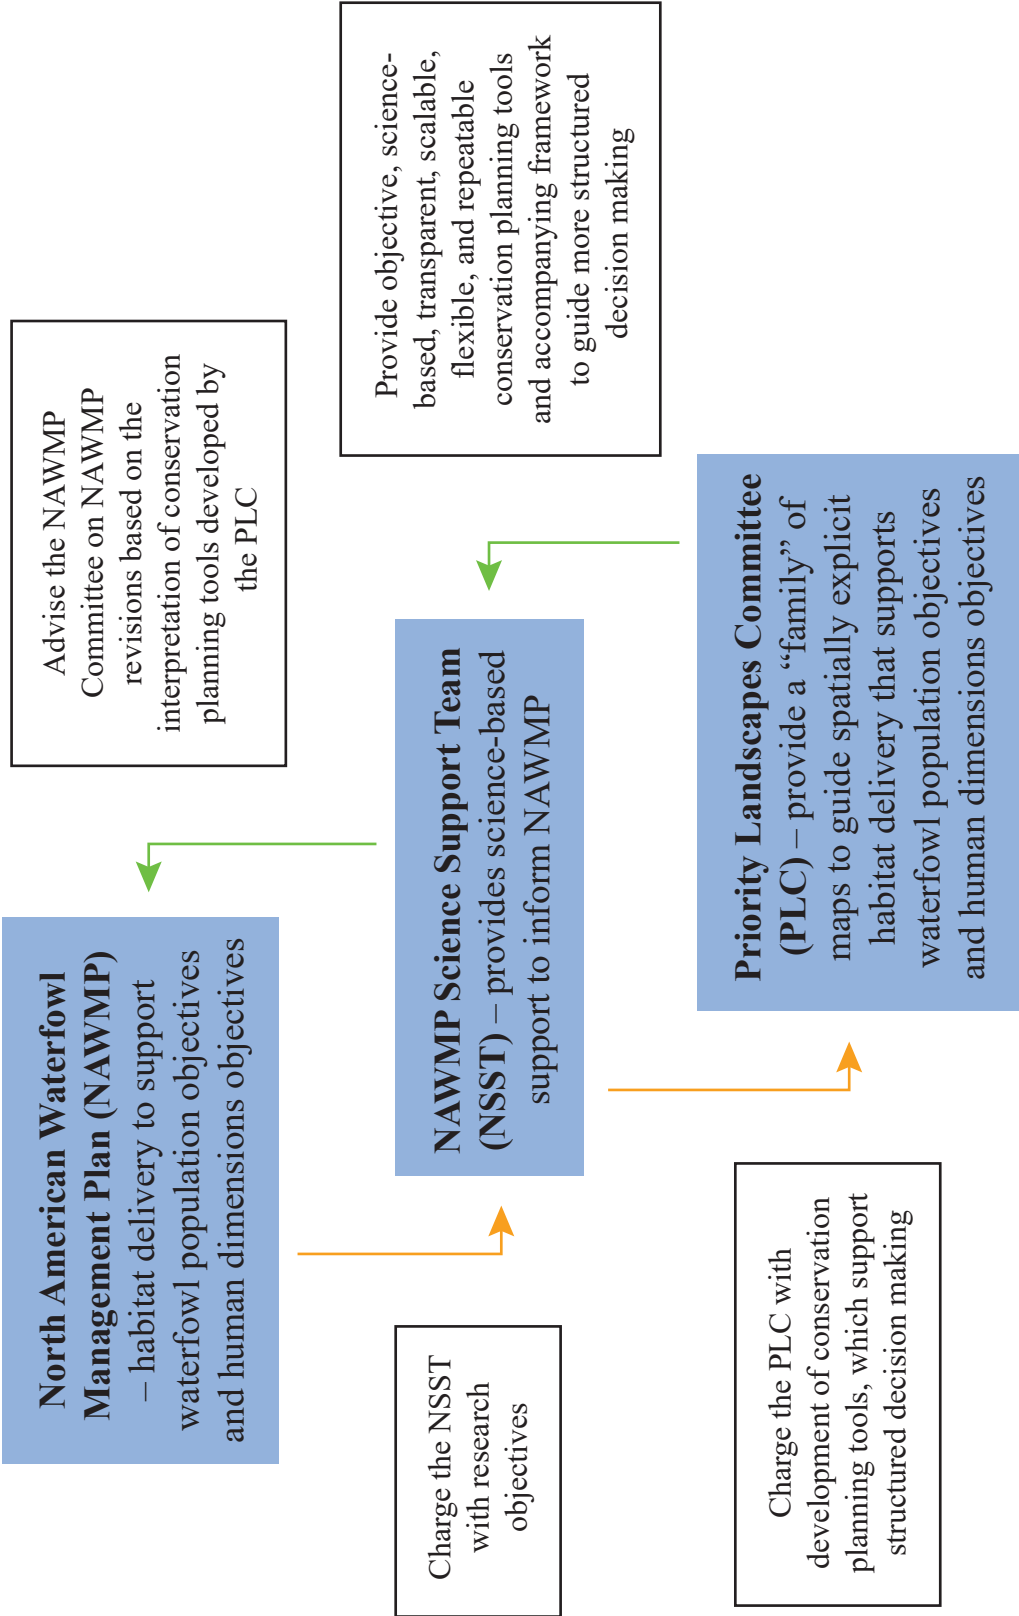 North American Waterfowl
Management Plan (NAWMP)
– habitat delivery to support
waterfowl population objectives
and human dimensions objectives
Advise the NAWMP
Committee on NAWMP
revisions based on the
interpretation of conservation
planning tools developed by
the PLC
Charge the NSST
with research
objectives
NAWMP Science Support Team
(NSST) – provides science-based
support to inform NAWMP
Provide objective, science-
based, transparent, scalable,
flexible, and repeatable
conservation planning tools
and accompanying framework
to guide more structured
decision making
Charge the PLC with
development of conservation
planning tools, which support
structured decision making
Priority Landscapes Committee
(PLC) – provide a “family” of
maps to guide spatially explicit
habitat delivery that supports
waterfowl population objectives
and human dimensions objectives